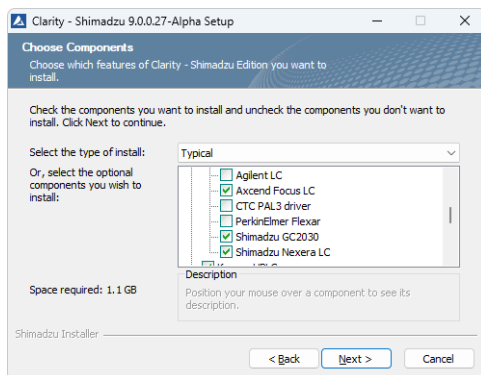 Clarity - Shimadzu 9.0.0.27-Alpha Setup
Choose Components
Choose which features of Clarity - Shimadzu Edition you want to
install.
Check the components you want to install and uncheck the components you don't want to
install. Click Next to continue.
Select the type of install:
Typical
Or, select the optional
components you wish to
install:
Agilent LC
Axcend Focus LC
CTC PAL3 driver
PerkinElmer Flexar
Shimadzu GC2030
Shimadzu Nexera LC
Description
Position your mouse over a component to see its
description.
Space required: 1.1 GB
Shimadzu Installer
< Back
Next >
Cancel